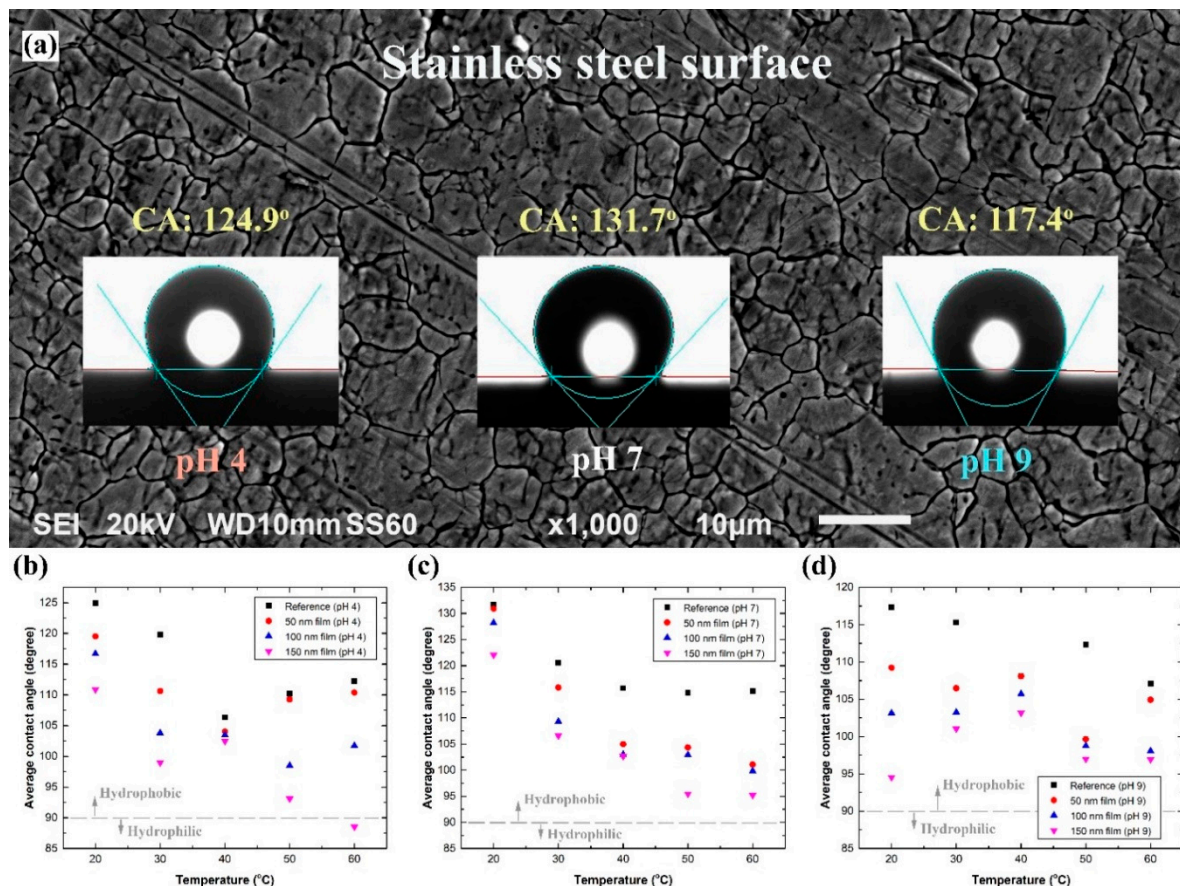 (a)
Stainless steel surface
CA: 124.9º CA: 131.7º CA: 117.4º
pH 4 pH 7 pH 9
SEI 20kV WD10mm SS60 x1,000 10µm
(b)
125
120
115
110
105
100
95
90
85
Average contact angle (degree)
Reference (pH 4)
50 nm film (pH 4)
100 nm film (pH 4)
150 nm film (pH 4)
Hydrophobic
Hydrophilic
20 30 40 50 60
Temperature (°C)
(c)
135
130
125
120
115
110
105
100
95
90
85
Average contact angle (degree)
Reference (pH 7)
50 nm film (pH 7)
100 nm film (pH 7)
150 nm film (pH 7)
Hydrophobic
Hydrophilic
20 30 40 50 60
Temperature (°C)
(d)
120
115
110
105
100
95
90
85
Average contact angle (degree)
Hydrophobic
Hydrophilic
Reference (pH 9)
50 nm film (pH 9)
100 nm film (pH 9)
150 nm film (pH 9)
20 30 40 50 60
Temperature (°C)